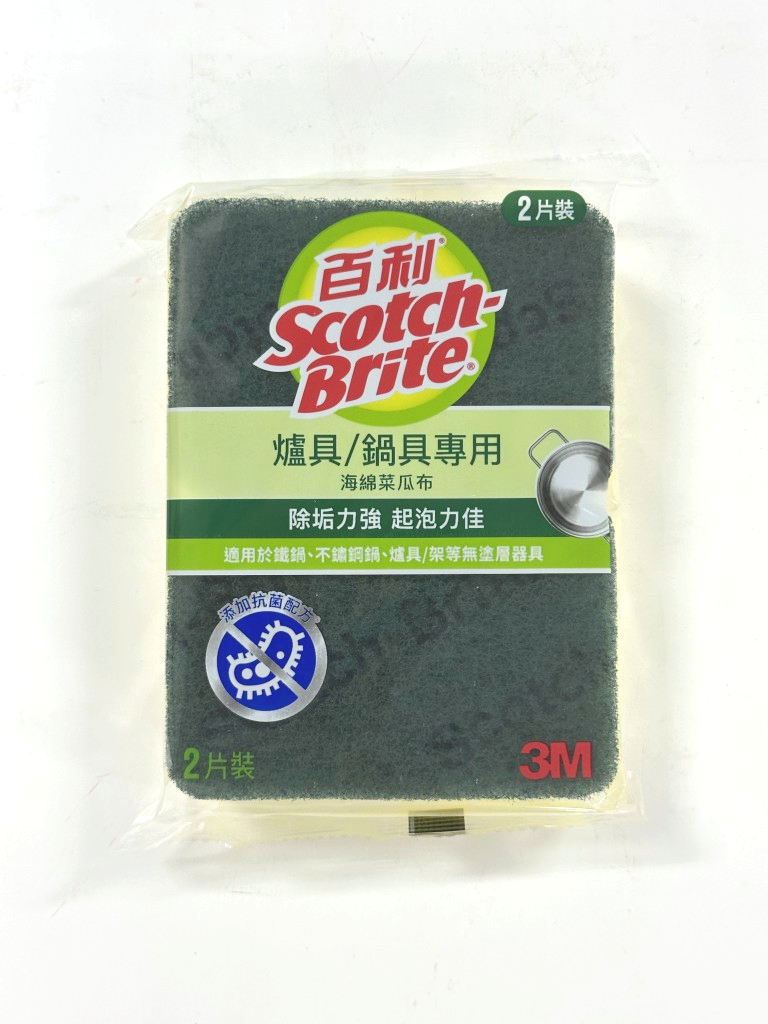 2片裝
百利®
Scotch-
Brite®
爐具/鍋具專用
海綿菜瓜布
除垢力強 起泡力佳
適用於鐵鍋、不鏽鋼鍋、爐具/架等無塗層器具
添加抗菌配方
2片裝
3M